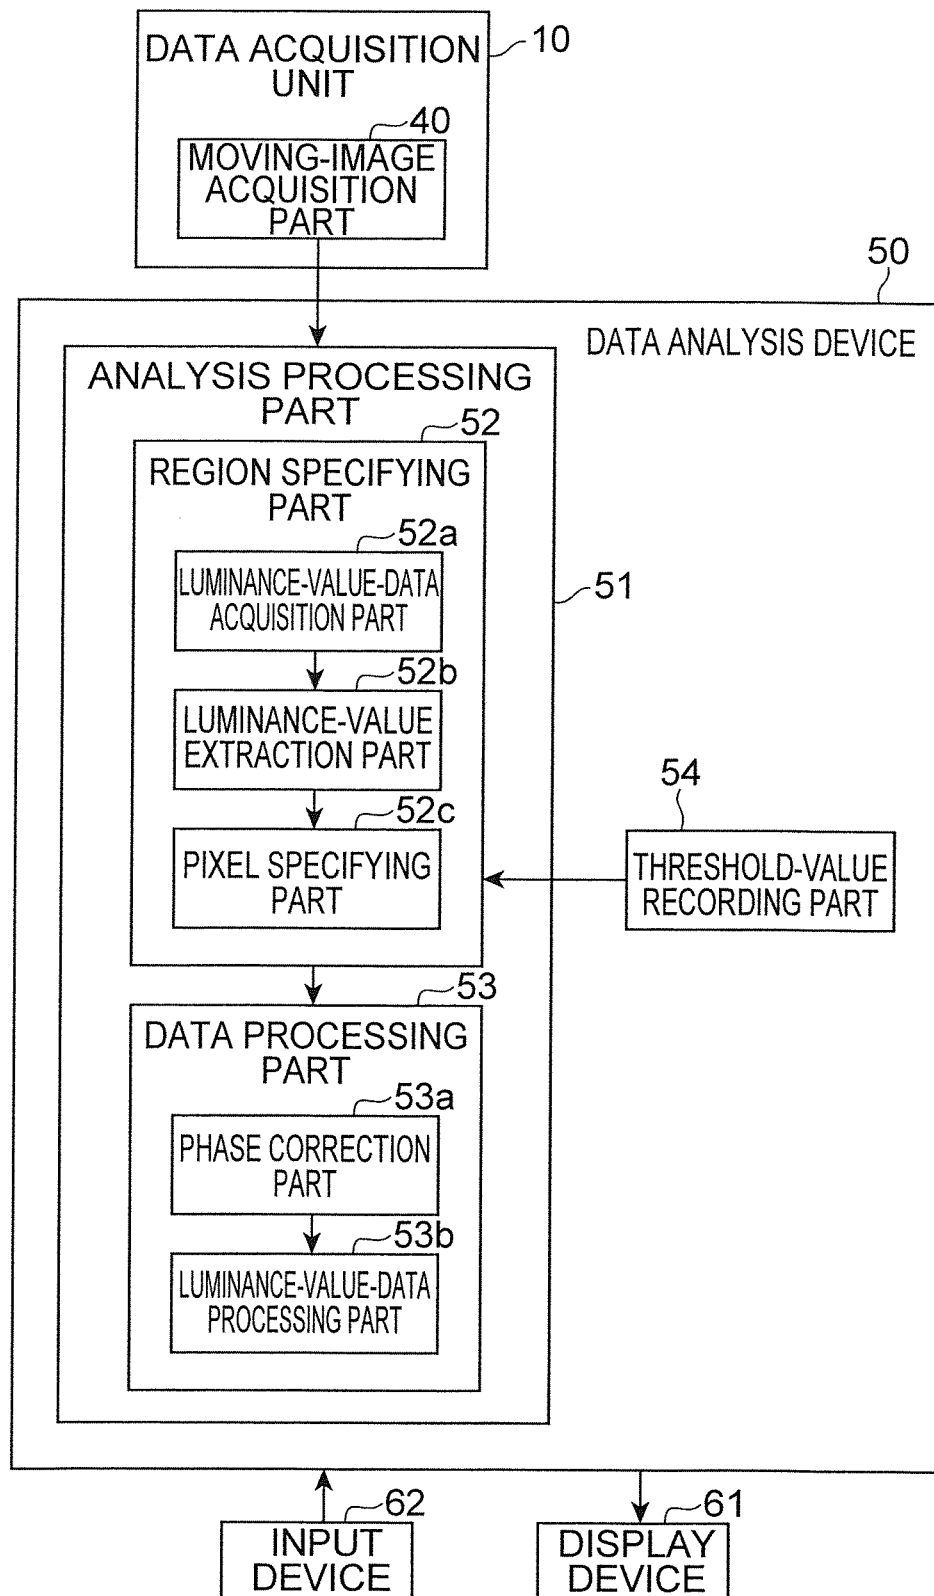 10
DATA ACQUISITION
UNIT
40
MOVING-IMAGE
ACQUISITION
PART
50
DATA ANALYSIS DEVICE
ANALYSIS PROCESSING
PART
52
REGION SPECIFYING
PART
52a
LUMINANCE-VALUE-DATA
ACQUISITION PART
51
52b
LUMINANCE-VALUE
EXTRACTION PART
52c
PIXEL SPECIFYING
PART
54
THRESHOLD-VALUE
RECORDING PART
53
DATA PROCESSING
PART
53a
PHASE CORRECTION
PART
53b
LUMINANCE-VALUE-DATA
PROCESSING PART
62
INPUT
DEVICE
61
DISPLAY
DEVICE